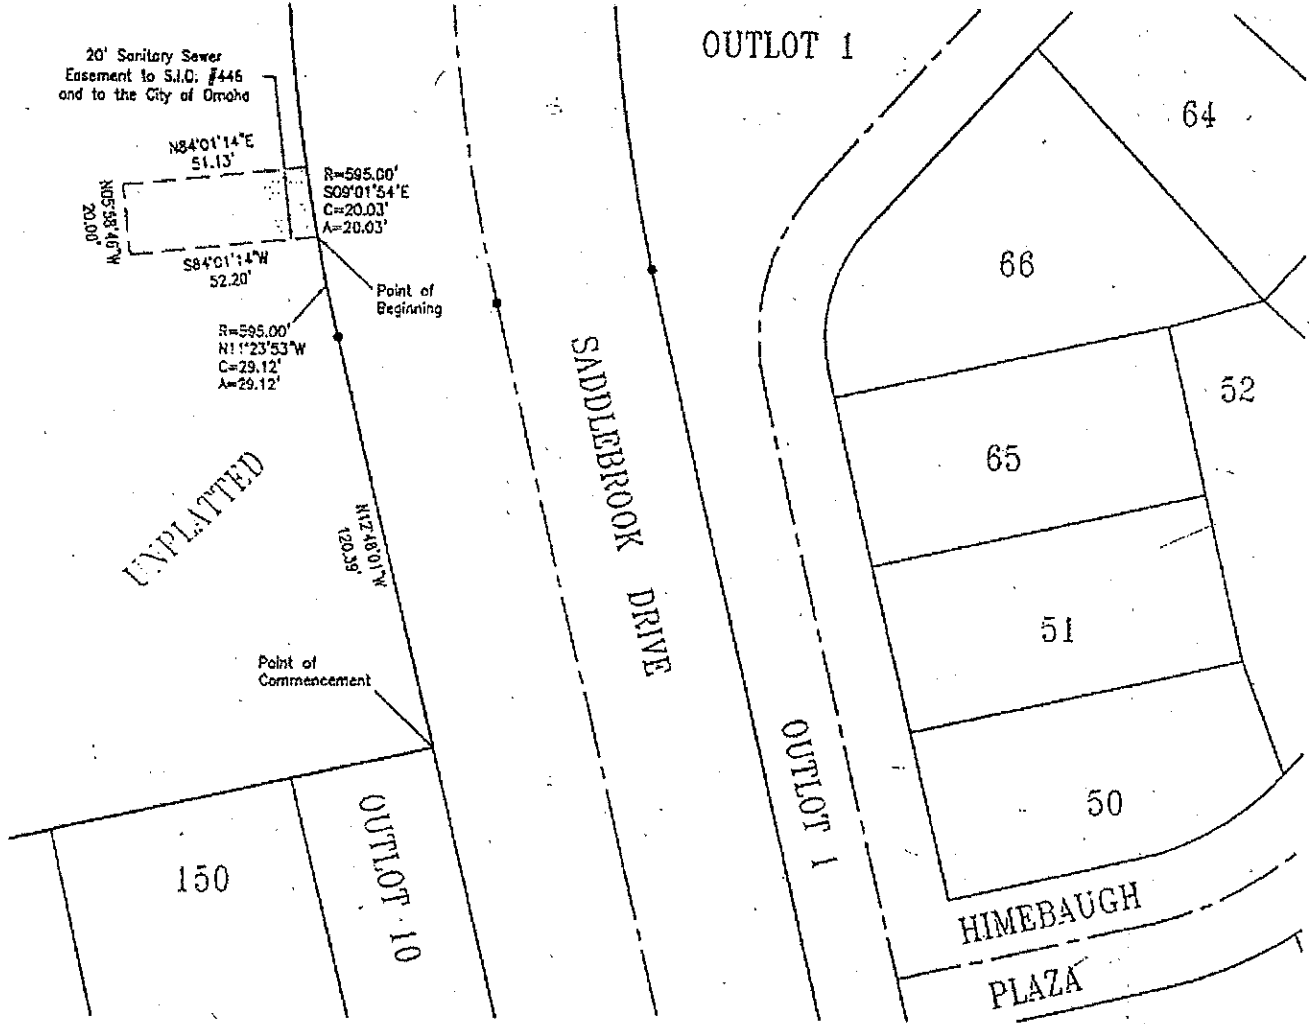 OUTLOT 1
20' Sanitary Sewer
Easement to S.I.D. #446
and to the City of Omaha
64
N84°01'14"E
51.13'
R=595.00'
S09°01'54"E
C=20.03'
A=20.03'
N05°58'46"W
20.00'
S84°01'14"W
52.20'
66
Point of
Beginning
R=595.00'
N11°23'53"W
C=29.12'
A=29.12'
SADDLEBROOK DRIVE
52
65
UNPLATTED
N12°48'01"W
120.39'
51
Point of
Commencement
OUTLOT 1
50
OUTLOT 10
150
HIMEBAUGH
PLAZA